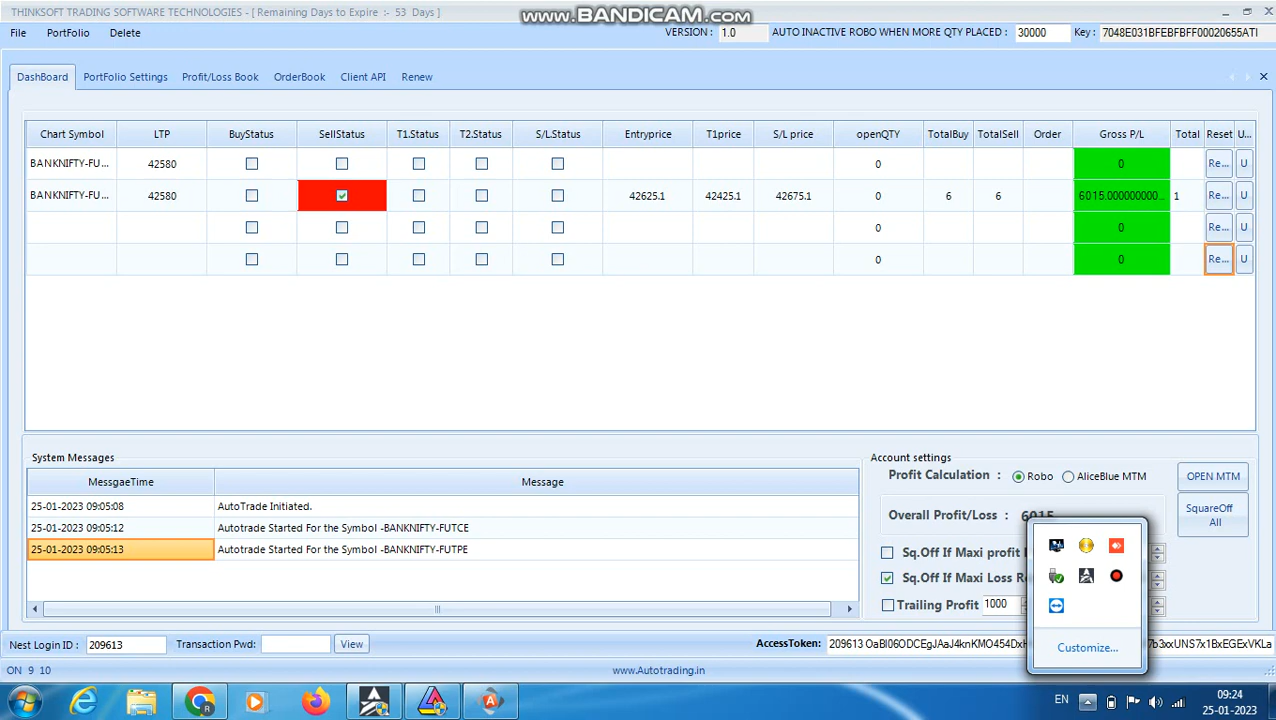 THINKSOFT TRADING SOFTWARE TECHNOLOGIES - [ Remaining Days to Expire :- 53 Days ]
www.BANDICAM.com
File PortFolio Delete
VERSION : 1.0 AUTO INACTIVE ROBO WHEN MORE QTY PLACED : 30000 Key : 7048E031BFEBFBFF00020655ATI
DashBoard PortFolio Settings Profit/Loss Book OrderBook Client API Renew
Chart Symbol LTP BuyStatus SellStatus T1.Status T2.Status S/L.Status Entryprice T1price S/L price openQTY TotalBuy TotalSell Order Gross P/L Total Reset U...
BANKNIFTY-FU... 42580 0 0 Re... U
BANKNIFTY-FU... 42580 42625.1 42425.1 42675.1 0 6 6 6015.000000000... 1 Re... U
0 0 Re... U
0 0 Re... U
System Messages
MessgaeTime Message
25-01-2023 09:05:08 AutoTrade Initiated.
25-01-2023 09:05:12 Autotrade Started For the Symbol -BANKNIFTY-FUTCE
25-01-2023 09:05:13 Autotrade Started For the Symbol -BANKNIFTY-FUTPE
Account settings
Profit Calculation : Robo AliceBlue MTM OPEN MTM
Overall Profit/Loss : 6015 SquareOff All
Sq.Off If Maxi profit
Sq.Off If Maxi Loss
Trailing Profit 1000
Customize...
Nest Login ID : 209613 Transaction Pwd: View
AccessToken: 209613
ON 9 10 www.Autotrading.in
EN 09:24
25-01-2023